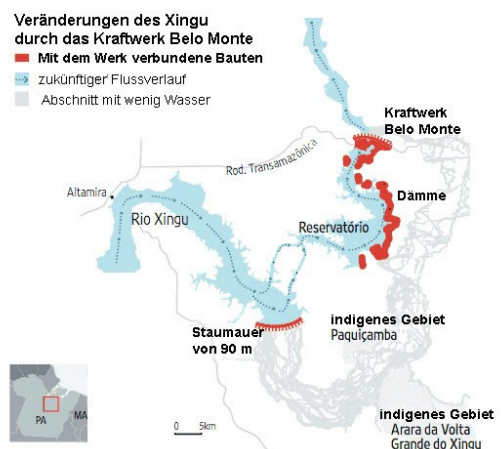 Veränderungen des Xingu
durch das Kraftwerk Belo Monte
Mit dem Werk verbundene Bauten
zukünftiger Flussverlauf
Abschnitt mit wenig Wasser
Kraftwerk
Belo Monte
Rod. Transamazônica
Altamira
Dämme
Rio Xingu
Reservatório
Staumauer
von 90 m
indigenes Gebiet
Paquiçamba
indigenes Gebiet
Arara da Volta
Grande do Xingu
PA
MA
0 5km